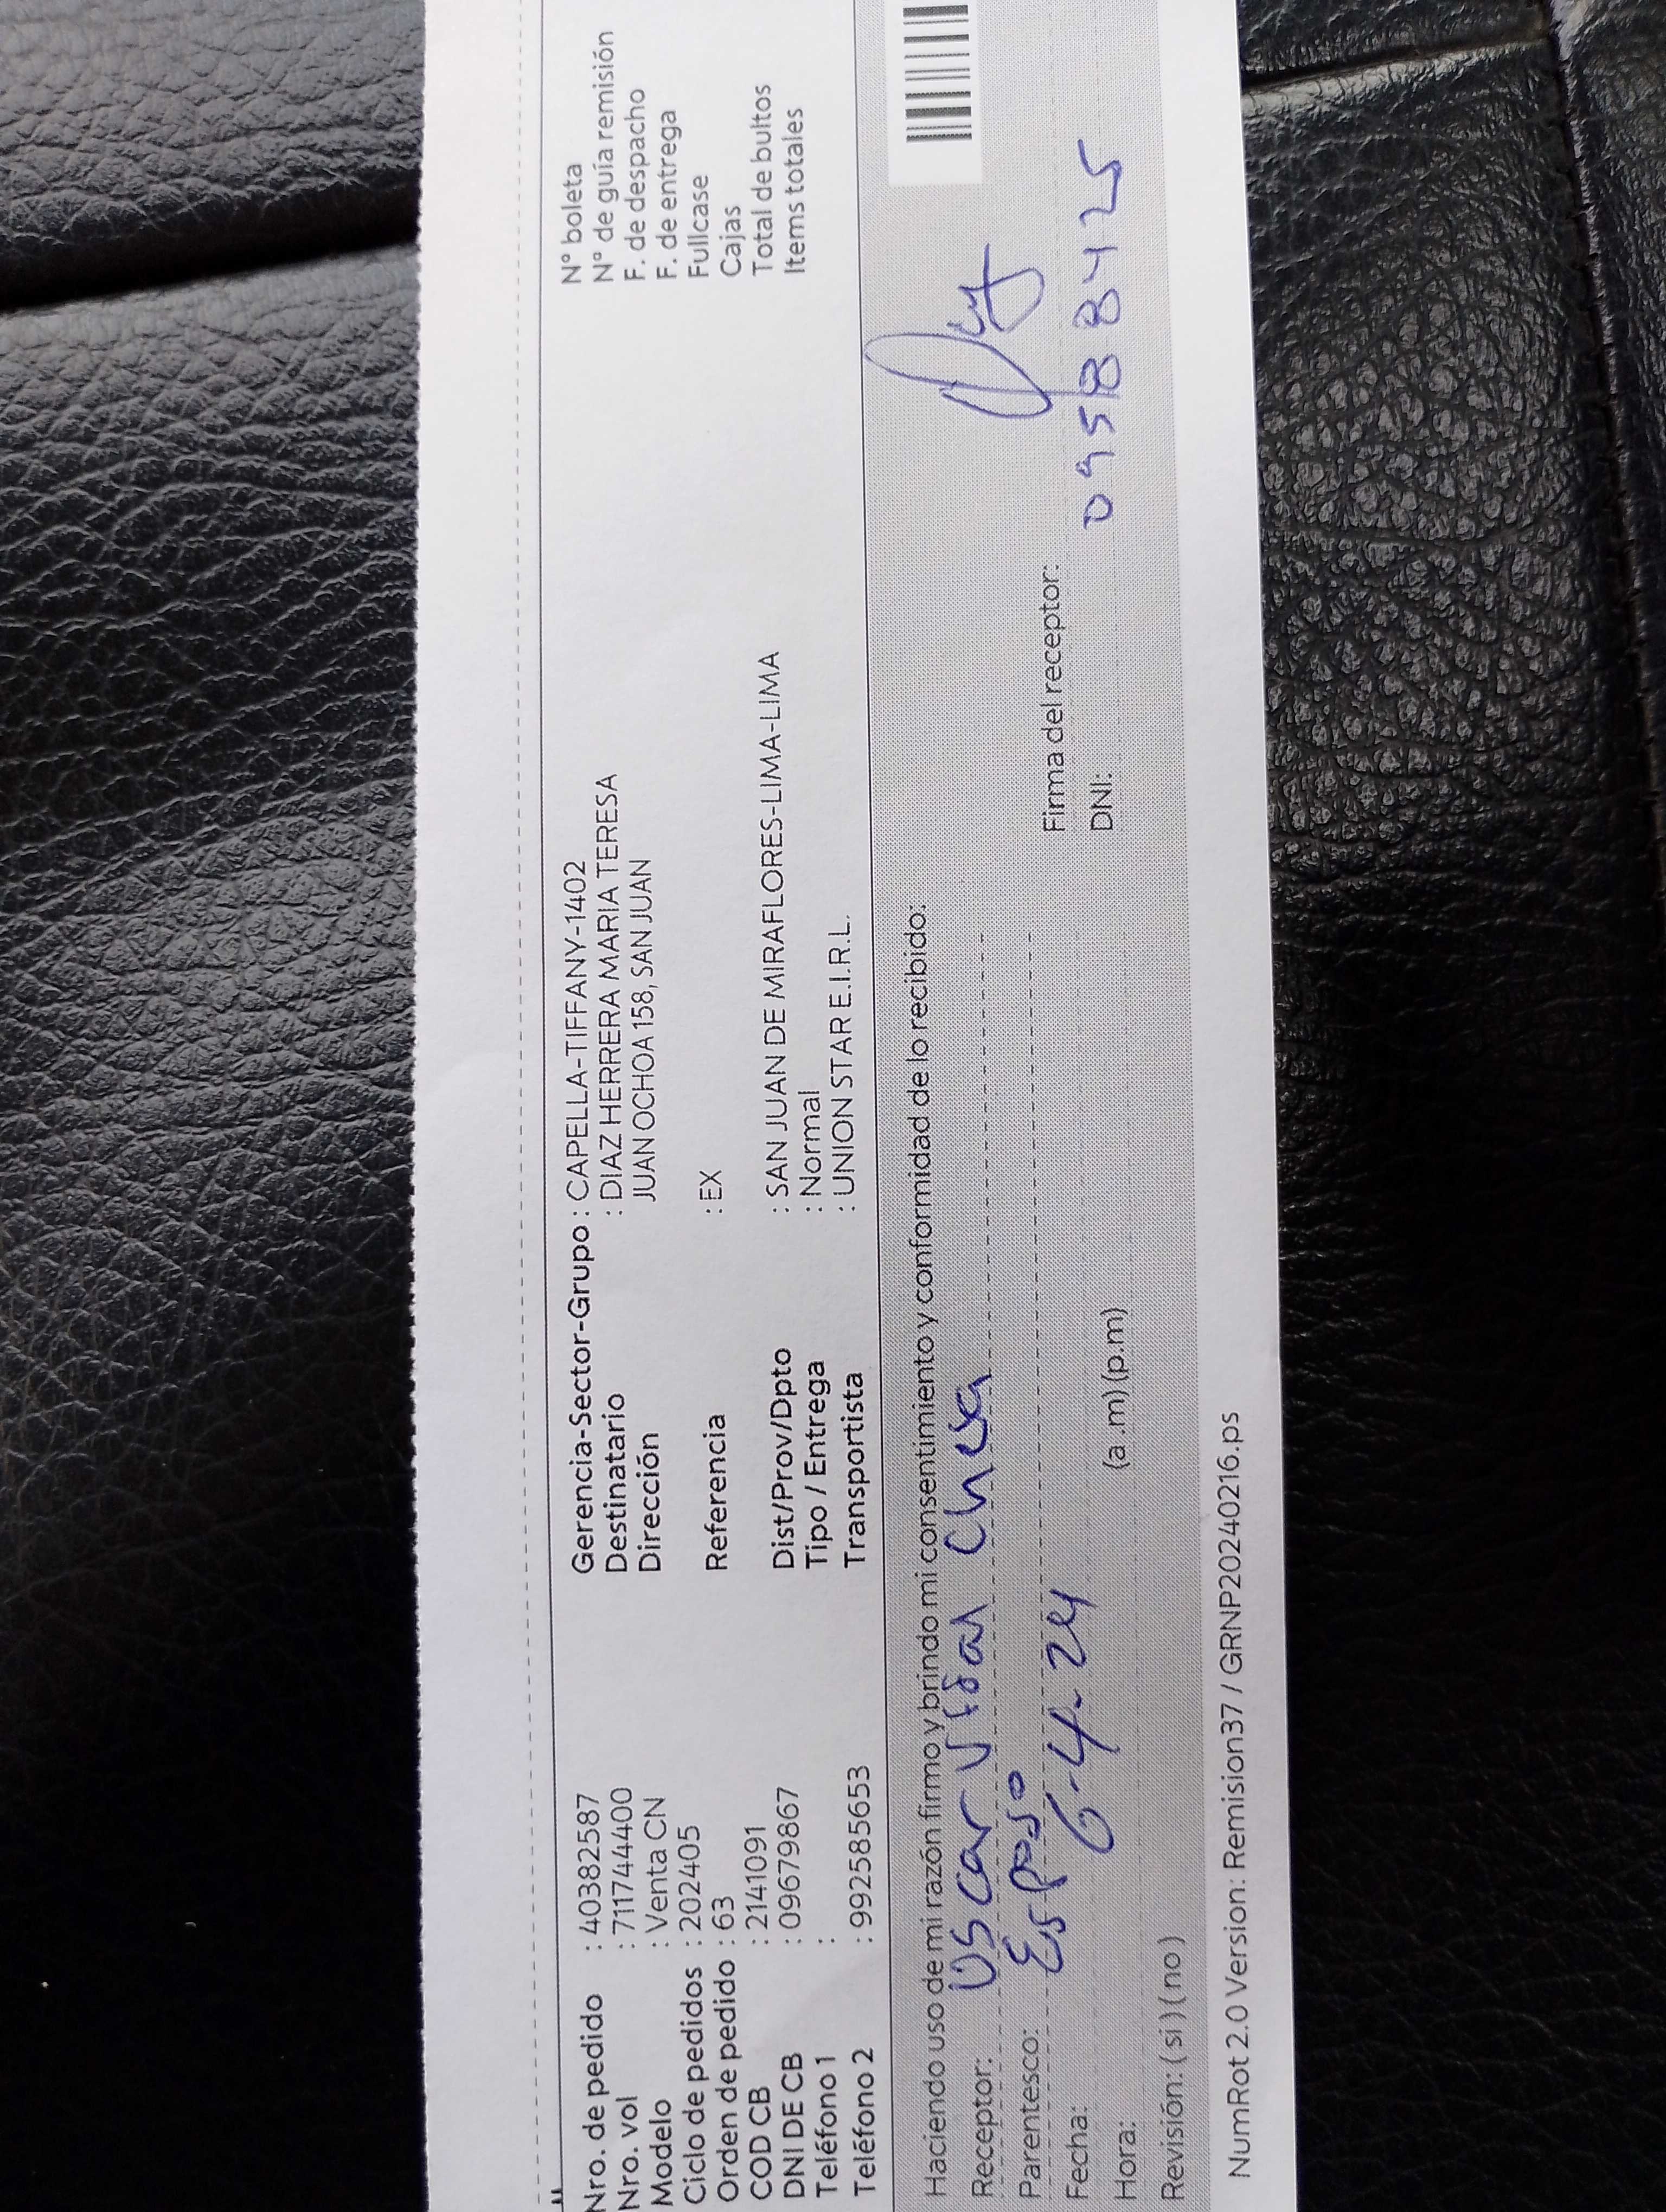 Nro. de pedido : 40382587 Gerencia-Sector-Grupo : CAPELLA-TIFFANY-1402 N° boleta
Nro. vol : 711744400 Destinatario : DIAZ HERRERA MARIA TERESA N° de guía remisión
Modelo : Venta CN Dirección JUAN OCHOA 158, SAN JUAN F. de despacho
Ciclo de pedidos : 202405 F. de entrega
Orden de pedido : 63 Referencia : EX Fullcase
COD CB : 2141091 Cajas
DNI DE CB : 09679867 Dist/Prov/Dpto : SAN JUAN DE MIRAFLORES-LIMA-LIMA Total de bultos
Teléfono 1 : Tipo / Entrega : Normal Items totales
Teléfono 2 : 992585653 Transportista : UNION STAR E.I.R.L.
Haciendo uso de mi razón firmo y brindo mi consentimiento y conformidad de lo recibido:
Receptor: Oscar Vidal
Parentesco: Esposo
Fecha: 6-4-24 Firma del receptor:
Hora: (a .m) (p.m) DNI: 09588425
Revisión: ( si ) ( no )
NumRot 2.0 Version: Remision37 / GRNP20240216.ps